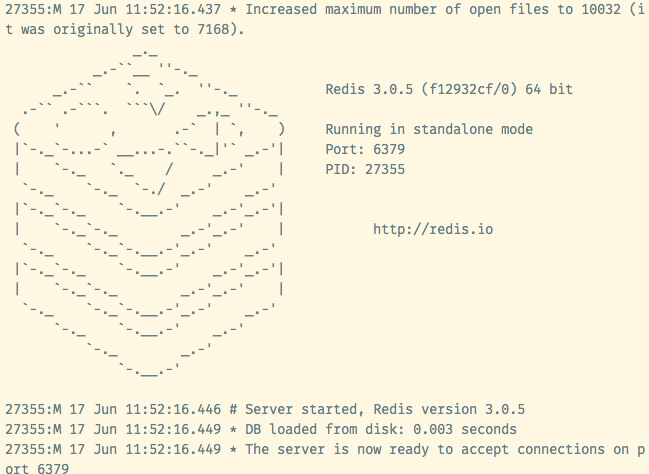 27355:M 17 Jun 11:52:16.437 * Increased maximum number of open files to 10032 (i
t was originally set to 7168).
Redis 3.0.5 (f12932cf/0) 64 bit
Running in standalone mode
Port: 6379
PID: 27355
http://redis.io
27355:M 17 Jun 11:52:16.446 # Server started, Redis version 3.0.5
27355:M 17 Jun 11:52:16.449 * DB loaded from disk: 0.003 seconds
27355:M 17 Jun 11:52:16.449 * The server is now ready to accept connections on p
ort 6379